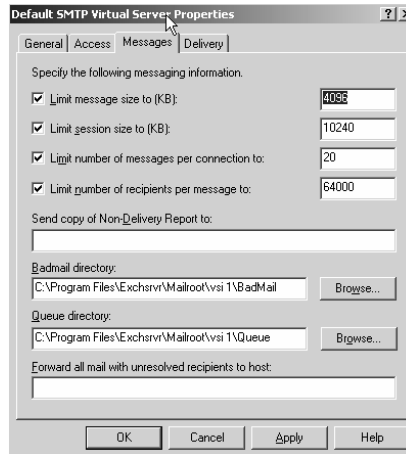 Default SMTP Virtual Server Properties ? x
General Access Messages Delivery
Specify the following messaging information.
Limit message size to (KB): 4096
Limit session size to (KB): 10240
Limit number of messages per connection to: 20
Limit number of recipients per message to: 64000
Send copy of Non-Delivery Report to:
Badmail directory:
C:\Program Files\Exchsrvr\Mailroot\vsi 1\BadMail Browse...
Queue directory:
C:\Program Files\Exchsrvr\Mailroot\vsi 1\Queue Browse...
Forward all mail with unresolved recipients to host:
OK Cancel Apply Help